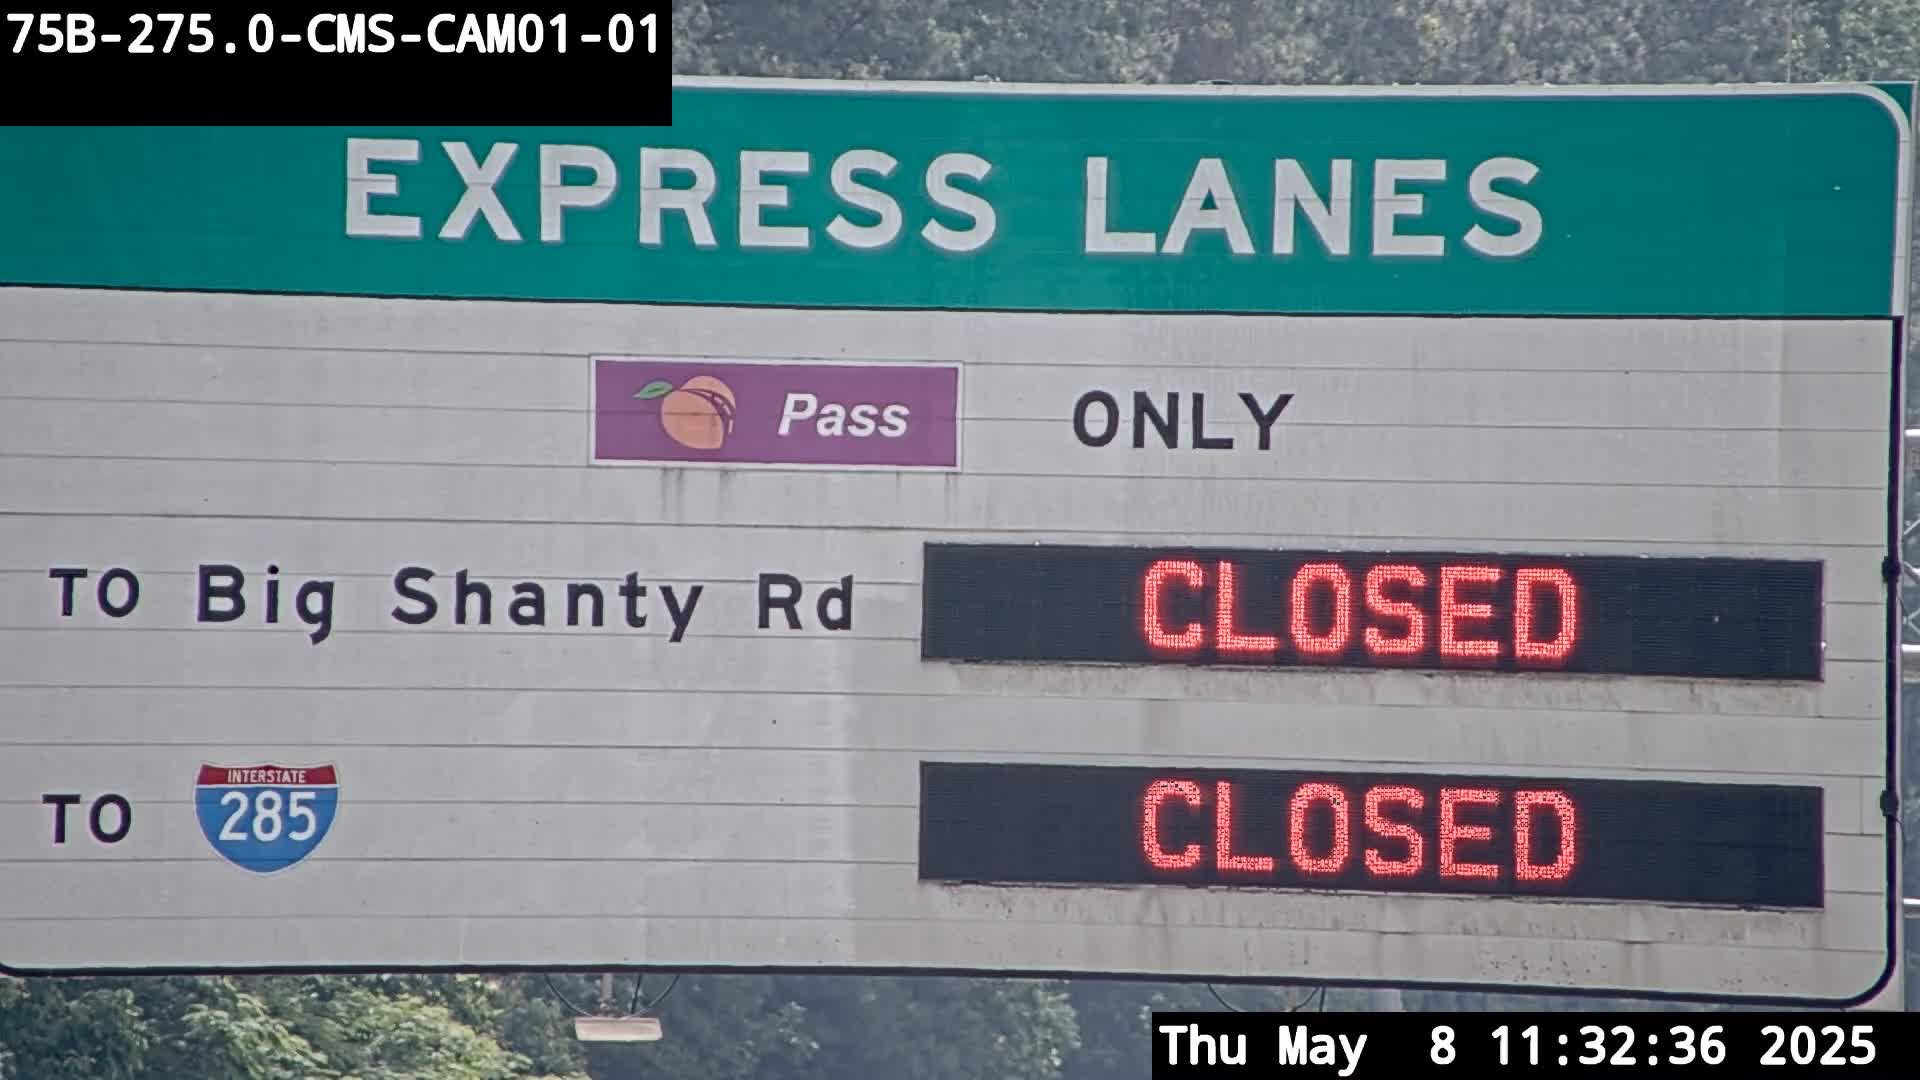 75B-275.0-CMS-CAM01-01
EXPRESS LANES
Pass ONLY
TO Big Shanty Rd CLOSED
INTERSTATE
TO 285 CLOSED
Thu May 8 11:32:36 2025